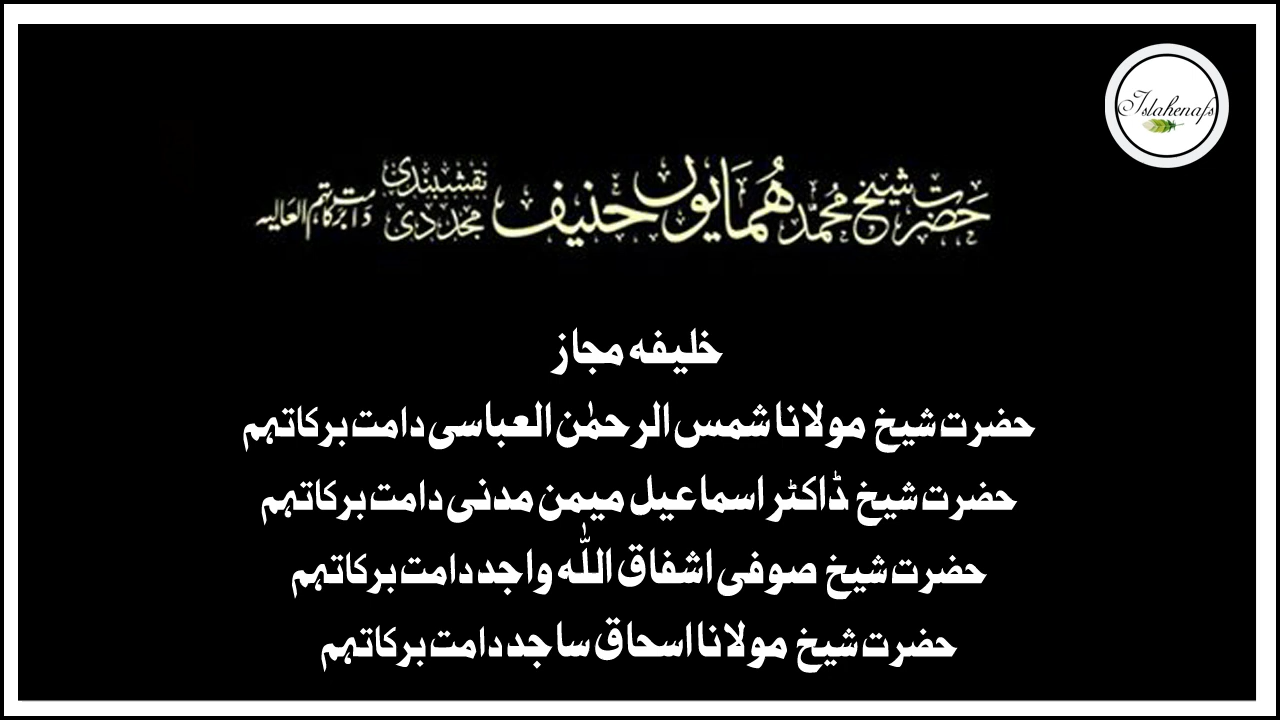 Islahenafs
حضرت شیخ محمد ھمایوں حنیف نقشبندی مجددی دامت برکاتہم العالیہ
خلیفہ مجاز
حضرت شیخ مولانا شمس الرحمٰن العباسی دامت برکاتہم
حضرت شیخ ڈاکٹر اسماعیل میمن مدنی دامت برکاتہم
حضرت شیخ صوفی اشفاق اللہ واجد دامت برکاتہم
حضرت شیخ مولانا اسحاق ساجد دامت برکاتہم